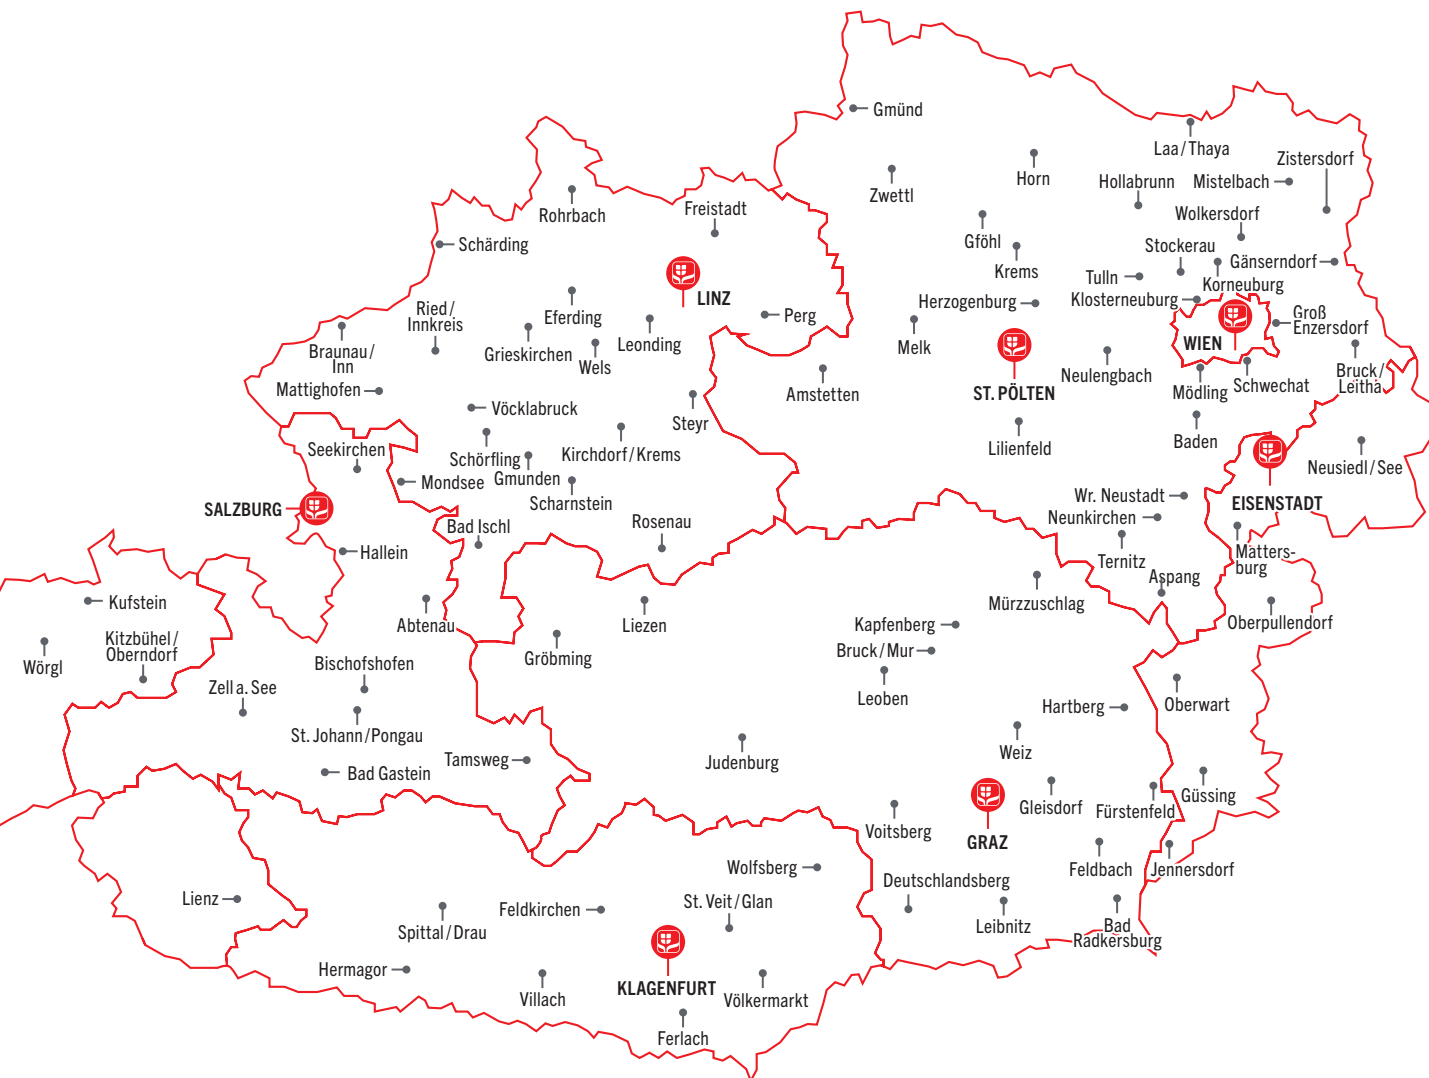 Gmünd
Laa/Thaya
Zistersdorf
Horn
Hollabrunn
Mistelbach
Zwettl
Rohrbach
Freistadt
Wolkersdorf
Schärding
Gföhl
Stockerau
Krems
Gänserndorf
Tulln
Korneuburg
LINZ
Klosterneuburg
Herzogenburg
Ried/
Innkreis
Eferding
Perg
Groß
Enzersdorf
Braunau/
Inn
Grieskirchen
Leonding
Wels
Melk
WIEN
Mattighofen
Neulengbach
Bruck/
Leitha
Amstetten
ST. PÖLTEN
Mödling
Schwechat
Vöcklabruck
Steyr
Seekirchen
Schörfling
Kirchdorf/Krems
Lilienfeld
Baden
Neusiedl/See
Mondsee
Gmunden
Scharnstein
Wr. Neustadt
EISENSTADT
SALZBURG
Bad Ischl
Rosenau
Neunkirchen
Hallein
Ternitz
Matters-
burg
Aspang
Kufstein
Mürzzuschlag
Abtenau
Liezen
Kapfenberg
Oberpullendorf
Kitzbühel/
Oberndorf
Wörgl
Bischofshofen
Gröbming
Bruck/Mur
Zell a. See
Leoben
Hartberg
Oberwart
St. Johann/Pongau
Weiz
Tamsweg
Judenburg
Bad Gastein
Gleisdorf
Fürstenfeld
Güssing
Voitsberg
GRAZ
Wolfsberg
Feldbach
Jennersdorf
Deutschlandsberg
Lienz
Feldkirchen
St. Veit/Glan
Spittal/Drau
Leibnitz
Bad
Radkersburg
Hermagor
Villach
KLAGENFURT
Völkermarkt
Ferlach